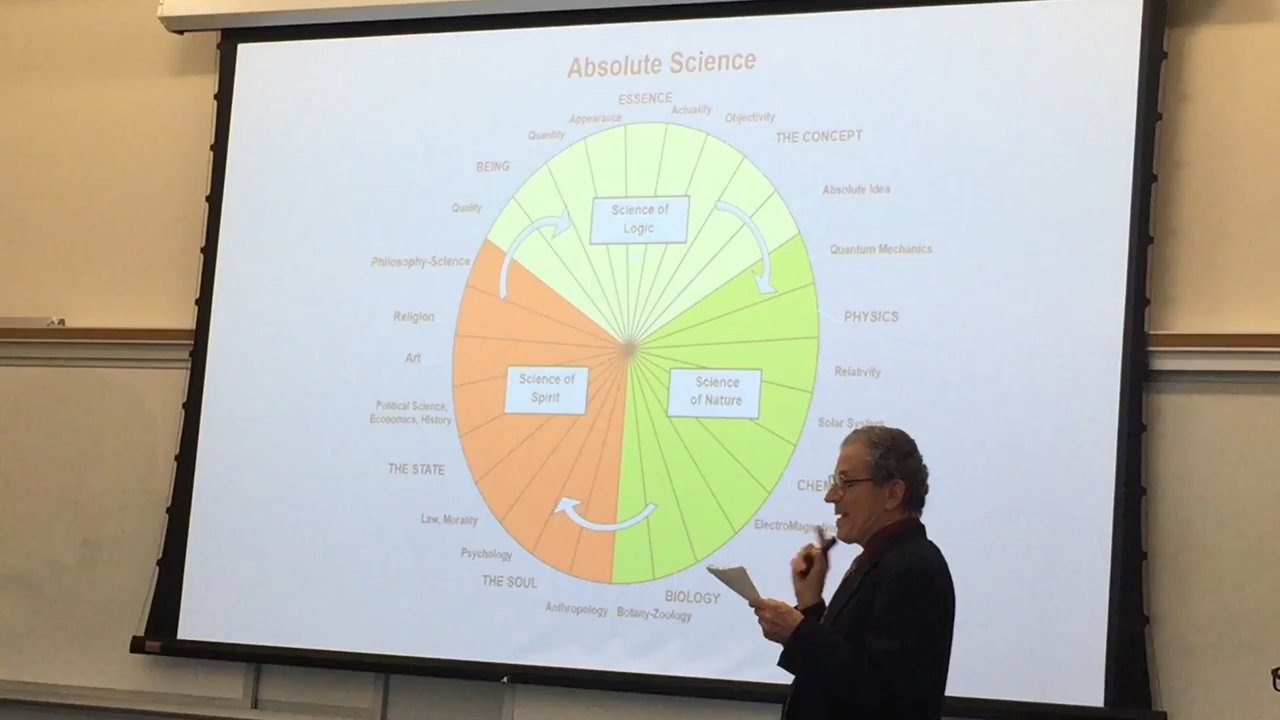 Absolute Science
ESSENCE
Appearance
Actuality
Quantity
Objectivity
THE CONCEPT
BEING
Absolute Idea
Quality
Science of
Logic
Philosophy-Science
Quantum Mechanics
Religion
PHYSICS
Art
Relativity
Science of
Spirit
Science
of Nature
Political Science,
Economics, History
Solar System
THE STATE
Law, Morality
Psychology
THE SOUL
BIOLOGY
Anthropology
Botany-Zoology